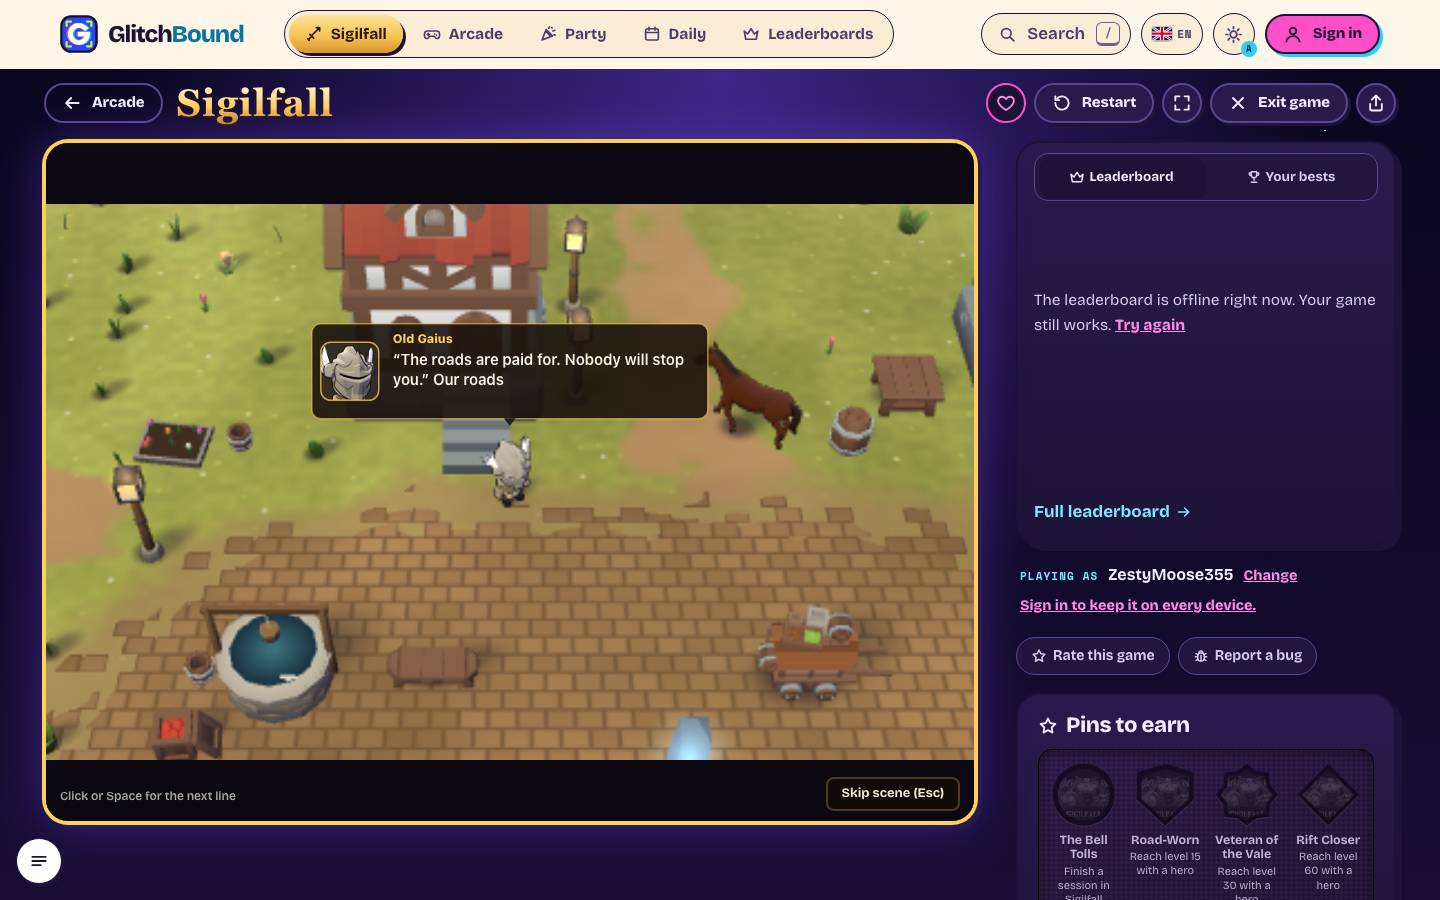 GlitchBound
Sigilfall
Arcade
Party
Daily
Leaderboards
Search /
EN
A
Sign in
Arcade
Sigilfall
Restart
Exit game
Leaderboard
Your bests
The leaderboard is offline right now. Your game
still works. Try again
Full leaderboard →
PLAYING AS ZestyMoose355 Change
Sign in to keep it on every device.
Rate this game
Report a bug
Pins to earn
The Bell
Tolls
Finish a
session in
Sigilfall
Road-Worn
Reach level 15
with a hero
Veteran of
the Vale
Reach level
30 with a
hero
Rift Closer
Reach level
60 with a
hero
Old Gaius
“The roads are paid for. Nobody will stop
you.” Our roads
Click or Space for the next line
Skip scene (Esc)